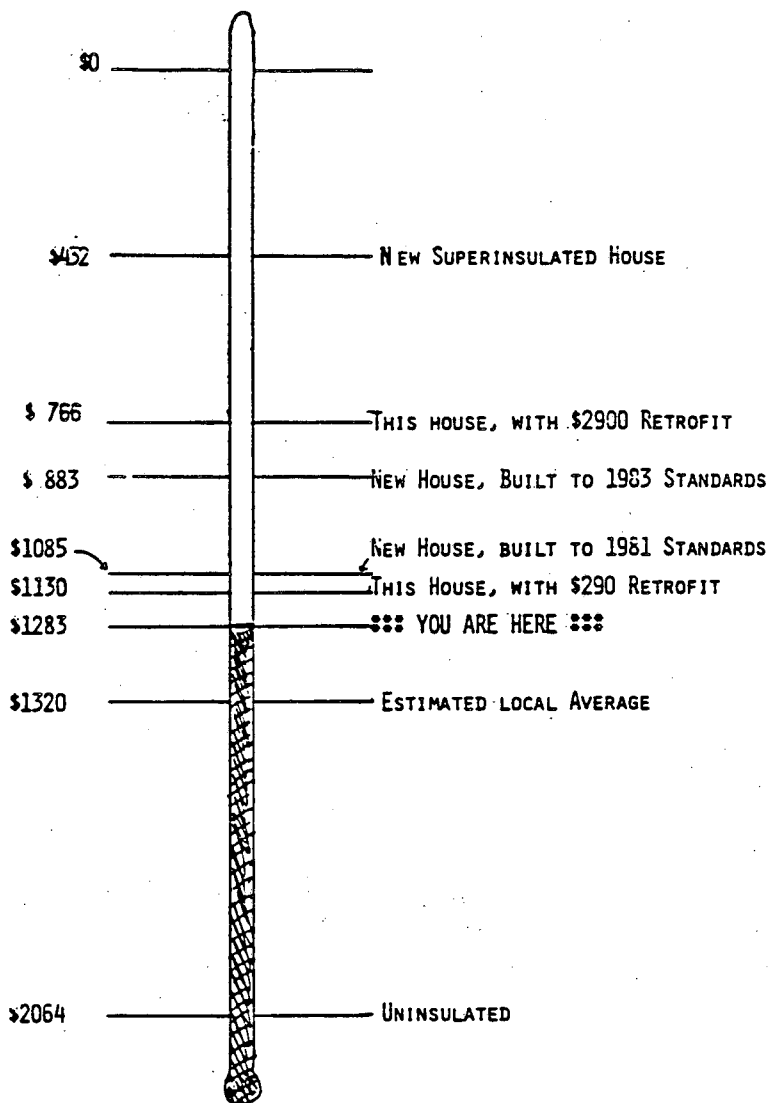 $0
$432 NEW SUPERINSULATED HOUSE
$ 766 THIS HOUSE, WITH $2900 RETROFIT
$ 883 NEW HOUSE, BUILT TO 1983 STANDARDS
$1085 NEW HOUSE, BUILT TO 1981 STANDARDS
$1130 THIS HOUSE, WITH $290 RETROFIT
$1283 ::: YOU ARE HERE :::
$1320 ESTIMATED LOCAL AVERAGE
$2064 UNINSULATED